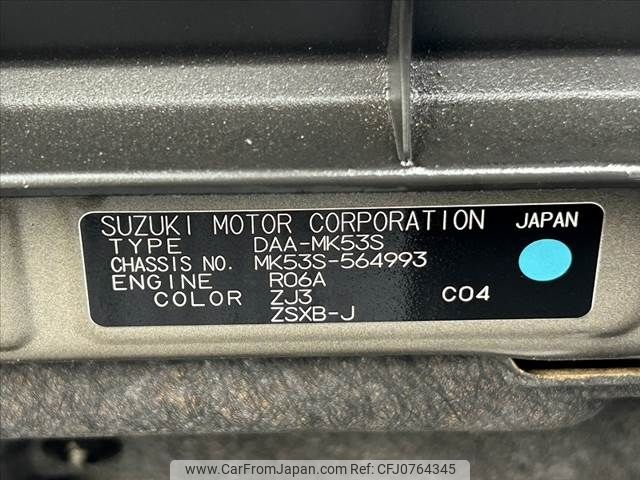 SUZUKI MOTOR CORPORATION JAPAN
TYPE DAA-MK53S
CHASSIS NO. MK53S-564993
ENGINE R06A
COLOR ZJ3 C04
ZSXB-J
www.CarFromJapan.com - Ref No.CFJ0764345